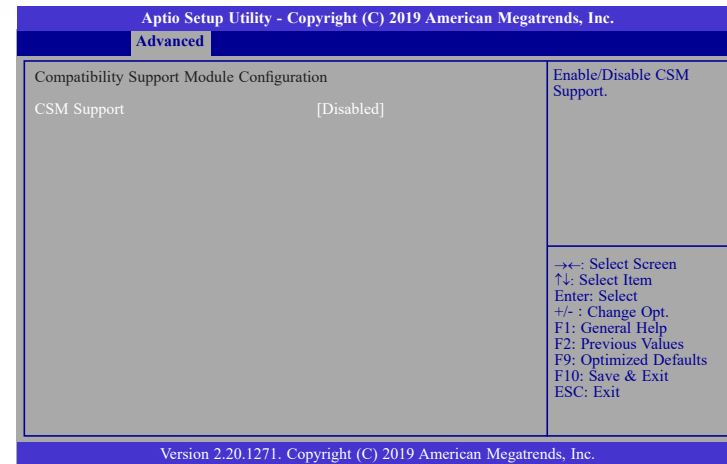 Aptio Setup Utility - Copyright (C) 2019 American Megatrends, Inc.
Advanced
Compatibility Support Module Configuration
CSM Support [Disabled]
Enable/Disable CSM
Support.
→←: Select Screen
↑↓: Select Item
Enter: Select
+/- : Change Opt.
F1: General Help
F2: Previous Values
F9: Optimized Defaults
F10: Save & Exit
ESC: Exit
Version 2.20.1271. Copyright (C) 2019 American Megatrends, Inc.